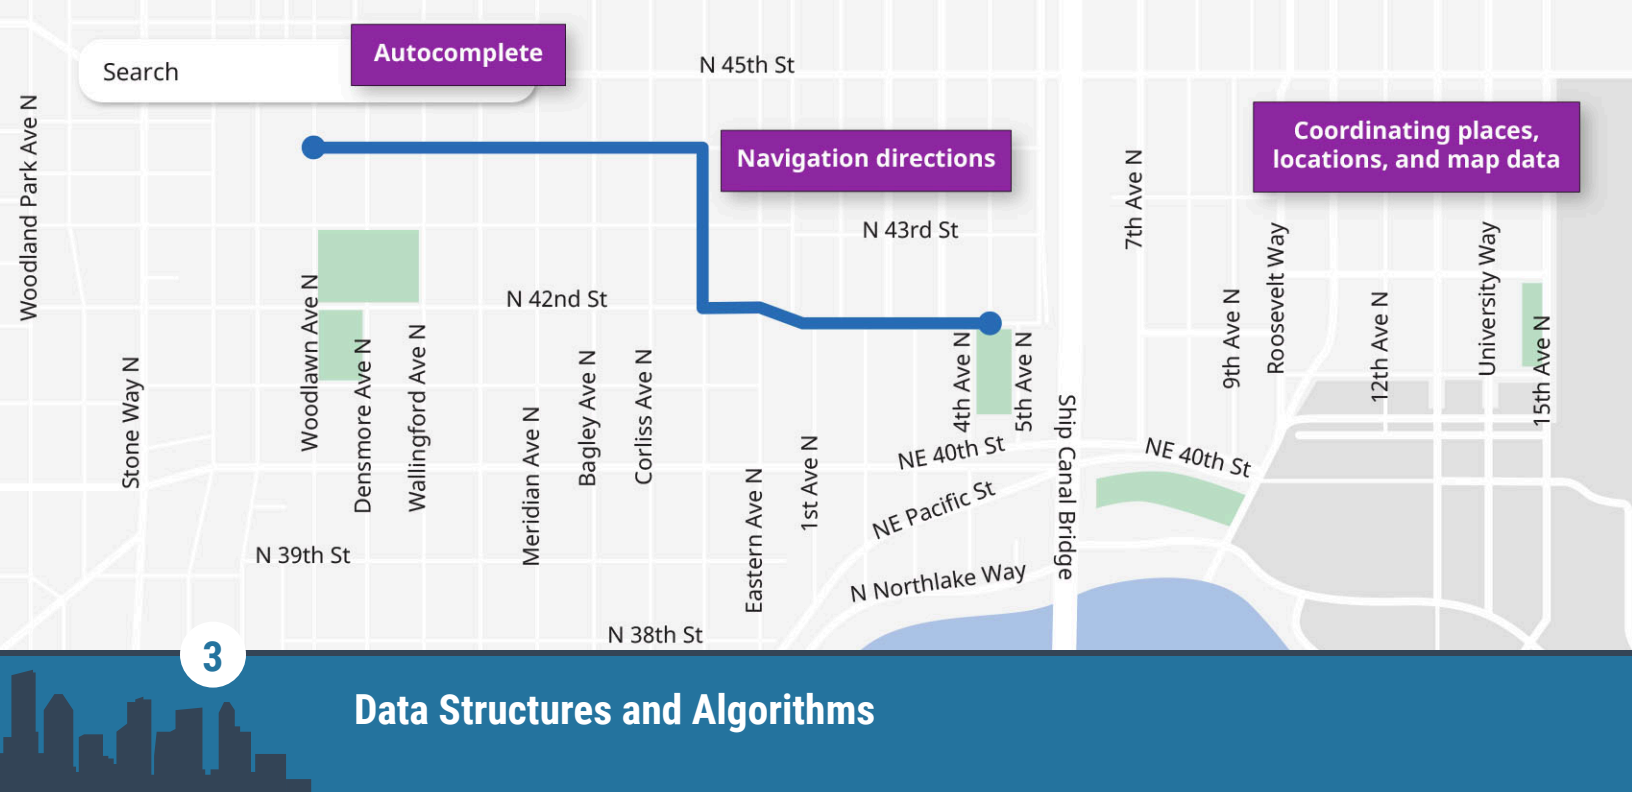 Search
Autocomplete
N 45th St
Navigation directions
Coordinating places,
locations, and map data
Woodland Park Ave N
7th Ave N
N 43rd St
Roosevelt Way
University Way
Woodlawn Ave N
N 42nd St
9th Ave N
12th Ave N
15th Ave N
Stone Way N
Densmore Ave N
Wallingford Ave N
Meridian Ave N
Bagley Ave N
Corliss Ave N
4th Ave N
5th Ave N
Ship Canal Bridge
Eastern Ave N
1st Ave N
NE 40th St
NE 40th St
NE Pacific St
N 39th St
N Northlake Way
N 38th St
3
Data Structures and Algorithms